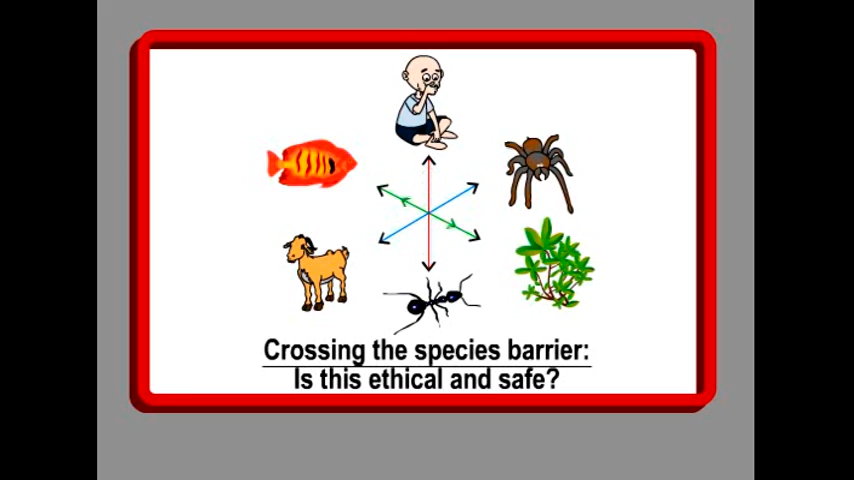 Crossing the species barrier:
Is this ethical and safe?